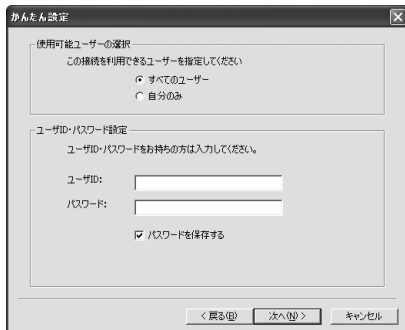 かんたん設定
使用可能ユーザーの選択
この接続を利用できるユーザーを指定してください
すべてのユーザー
自分のみ
ユーザID・パスワード設定
ユーザID・パスワードをお持ちの方は入力してください。
ユーザID:
パスワード:
パスワードを保存する
< 戻る(B) 次へ(N) > キャンセル